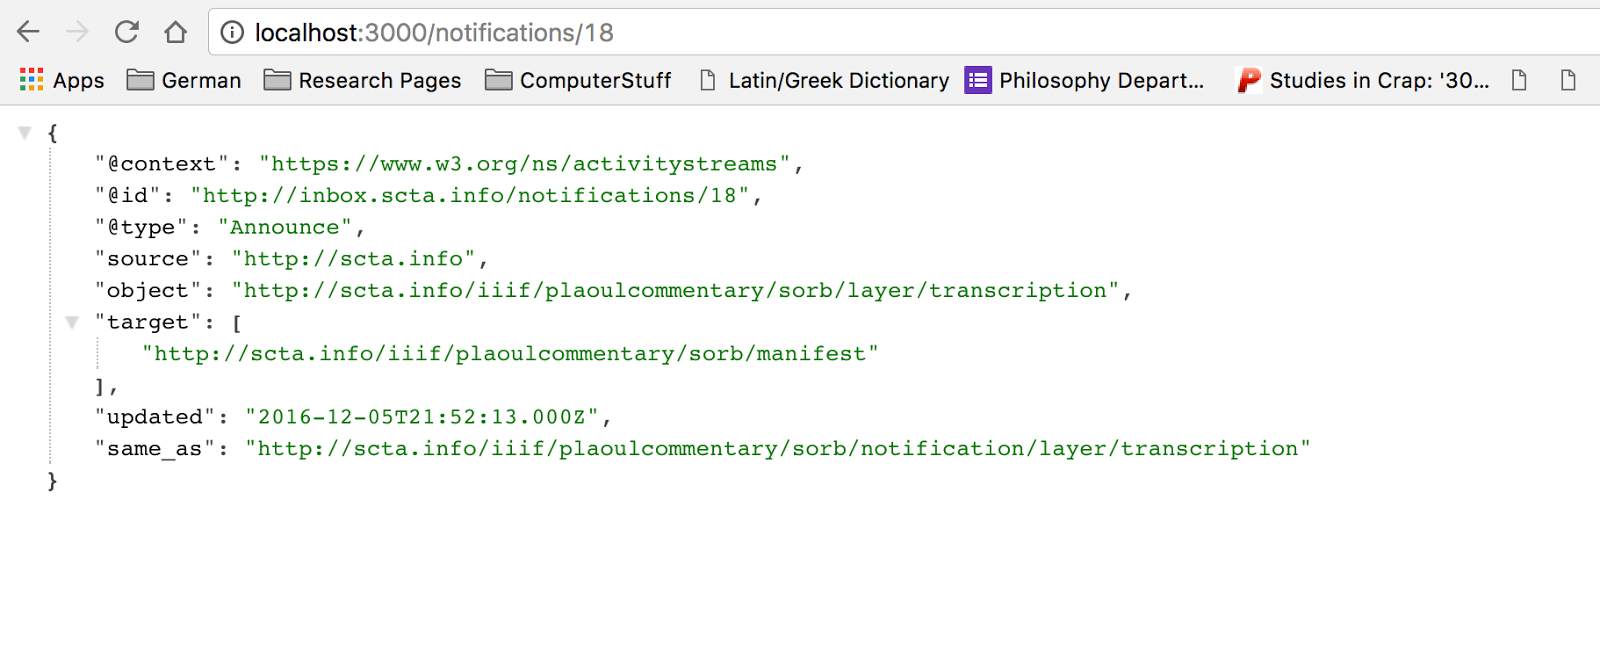 localhost:3000/notifications/18
Apps German Research Pages ComputerStuff Latin/Greek Dictionary Philosophy Depart... Studies in Crap: '30...
{
"@context": "https://www.w3.org/ns/activitystreams",
"@id": "http://inbox.scta.info/notifications/18",
"@type": "Announce",
"source": "http://scta.info",
"object": "http://scta.info/iiif/plaoulcommentary/sorb/layer/transcription",
"target": [
"http://scta.info/iiif/plaoulcommentary/sorb/manifest"
],
"updated": "2016-12-05T21:52:13.000Z",
"same_as": "http://scta.info/iiif/plaoulcommentary/sorb/notification/layer/transcription"
}